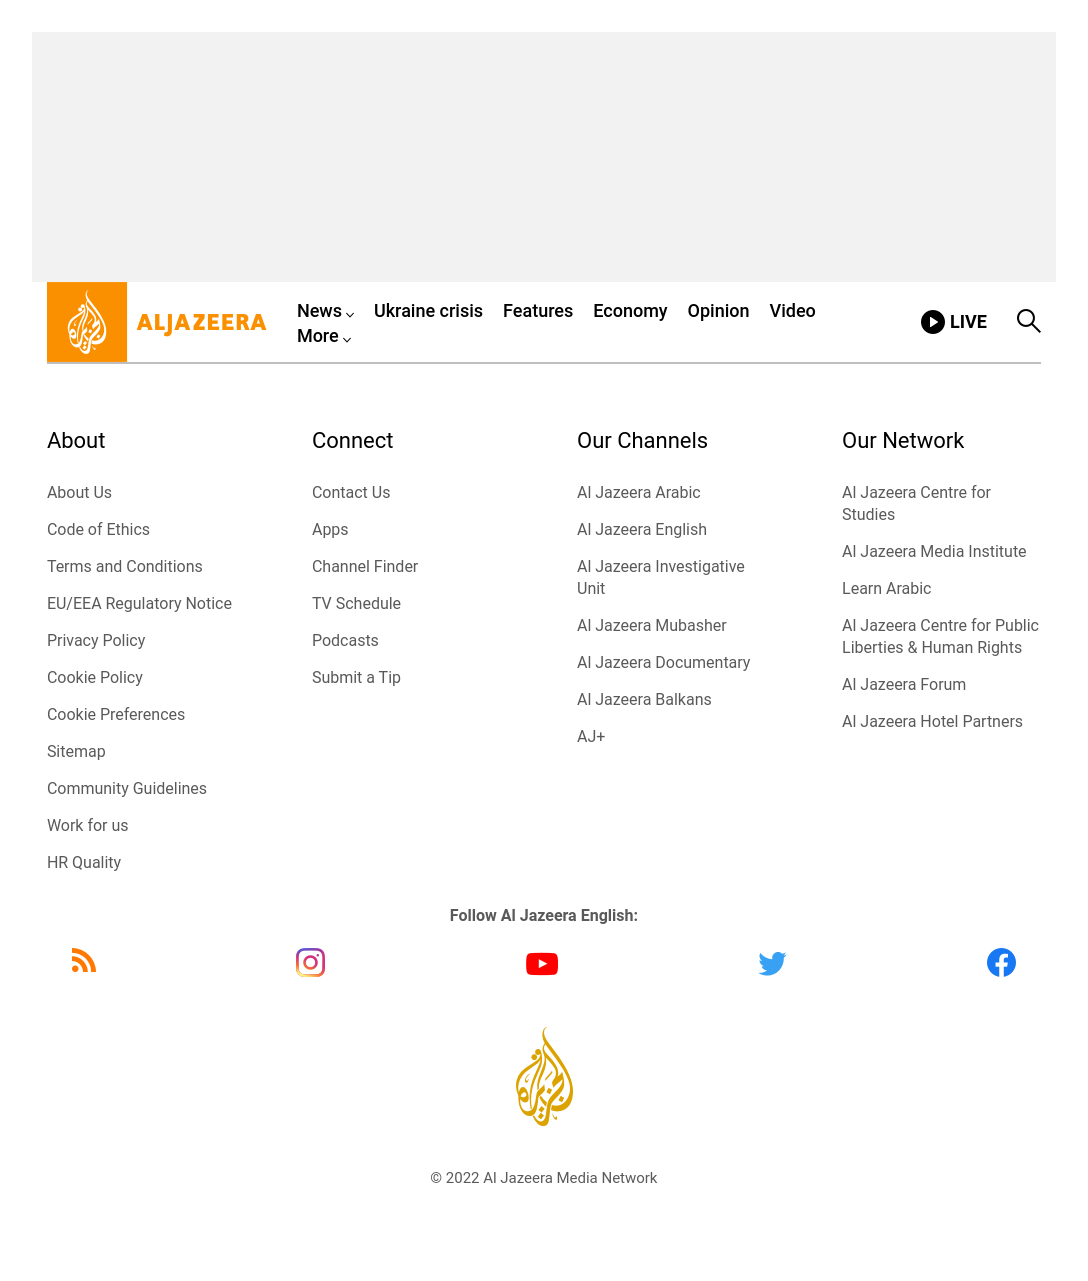 ALJAZEERA
News
Ukraine crisis
Features
Economy
Opinion
Video
More
LIVE
About
About Us
Code of Ethics
Terms and Conditions
EU/EEA Regulatory Notice
Privacy Policy
Cookie Policy
Cookie Preferences
Sitemap
Community Guidelines
Work for us
HR Quality
Connect
Contact Us
Apps
Channel Finder
TV Schedule
Podcasts
Submit a Tip
Our Channels
Al Jazeera Arabic
Al Jazeera English
Al Jazeera Investigative
Unit
Al Jazeera Mubasher
Al Jazeera Documentary
Al Jazeera Balkans
AJ+
Our Network
Al Jazeera Centre for
Studies
Al Jazeera Media Institute
Learn Arabic
Al Jazeera Centre for Public
Liberties & Human Rights
Al Jazeera Forum
Al Jazeera Hotel Partners
Follow Al Jazeera English:
الجزيرة
© 2022 Al Jazeera Media Network